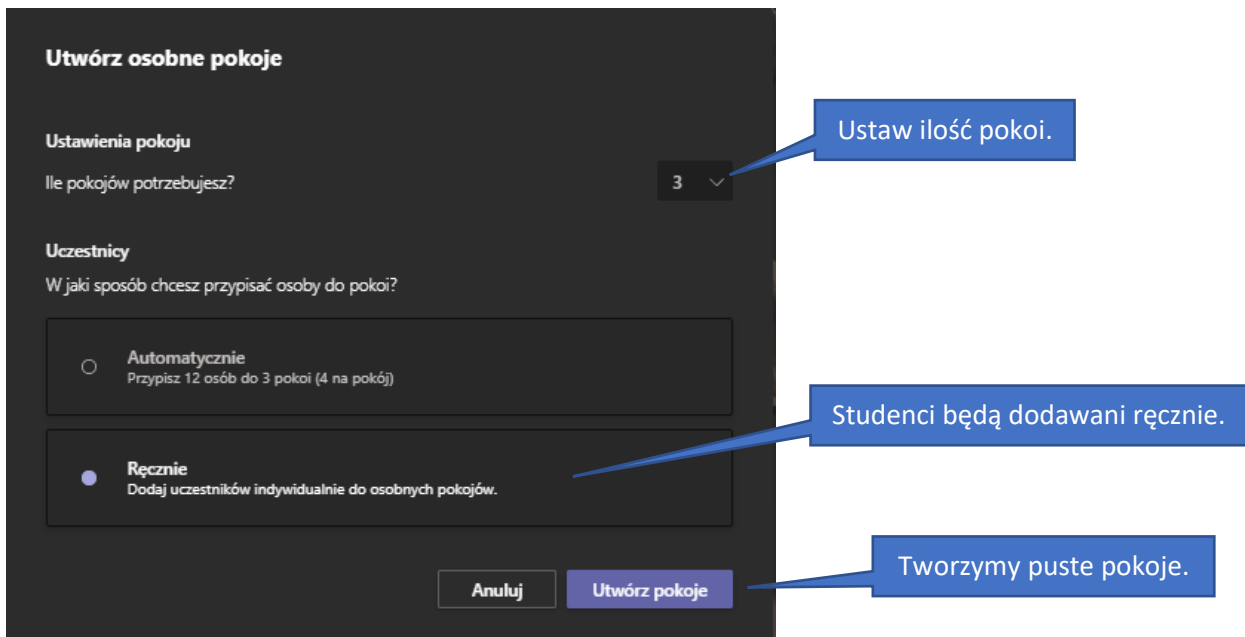 Utwórz osobne pokoje
Ustawienia pokoju
Ustaw ilość pokoi.
Ile pokojów potrzebujesz?
3
Uczestnicy
W jaki sposób chcesz przypisać osoby do pokoi?
Automatycznie
Przypisz 12 osób do 3 pokoi (4 na pokój)
Studenci będą dodawani ręcznie.
Ręcznie
Dodaj uczestników indywidualnie do osobnych pokojów.
Tworzymy puste pokoje.
Anuluj
Utwórz pokoje